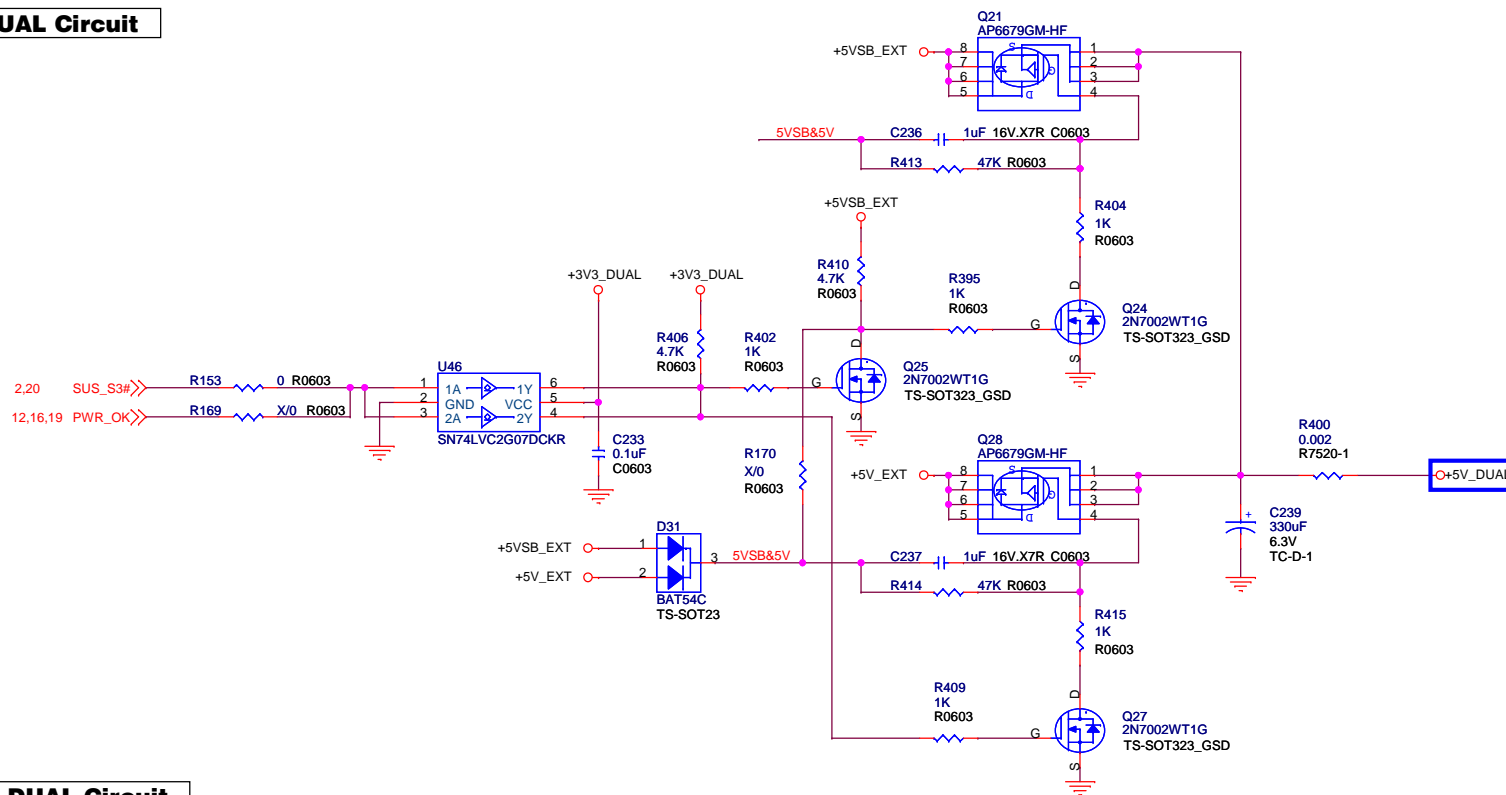 UAL Circuit
Q21
AP6679GM-HF
+5VSB_EXT
8
7
6
5
S
G
D
1
2
3
4
5VSB&5V
C236
1uF 16V.X7R C0603
R413
47K R0603
R404
1K
R0603
+5VSB_EXT
R410
4.7K
R0603
R395
1K
R0603
D
G
S
Q24
2N7002WT1G
TS-SOT323_GSD
+3V3_DUAL
+3V3_DUAL
R406
4.7K
R0603
R402
1K
R0603
D
G
S
Q25
2N7002WT1G
TS-SOT323_GSD
2,20 SUS_S3#
R153
0 R0603
12,16,19 PWR_OK
R169
X/0 R0603
U46
1
2
3
1A
GND
2A
1Y
VCC
2Y
6
5
4
SN74LVC2G07DCKR
C233
0.1uF
C0603
R170
X/0
R0603
Q28
AP6679GM-HF
+5V_EXT
8
7
6
5
S
G
D
1
2
3
4
R400
0.002
R7520-1
+5V_DUAL
+
C239
330uF
6.3V
TC-D-1
D31
+5VSB_EXT
1
+5V_EXT
2
3
5VSB&5V
BAT54C
TS-SOT23
C237
1uF 16V.X7R C0603
R414
47K R0603
R415
1K
R0603
R409
1K
R0603
D
G
S
Q27
2N7002WT1G
TS-SOT323_GSD
DUAL Circuit